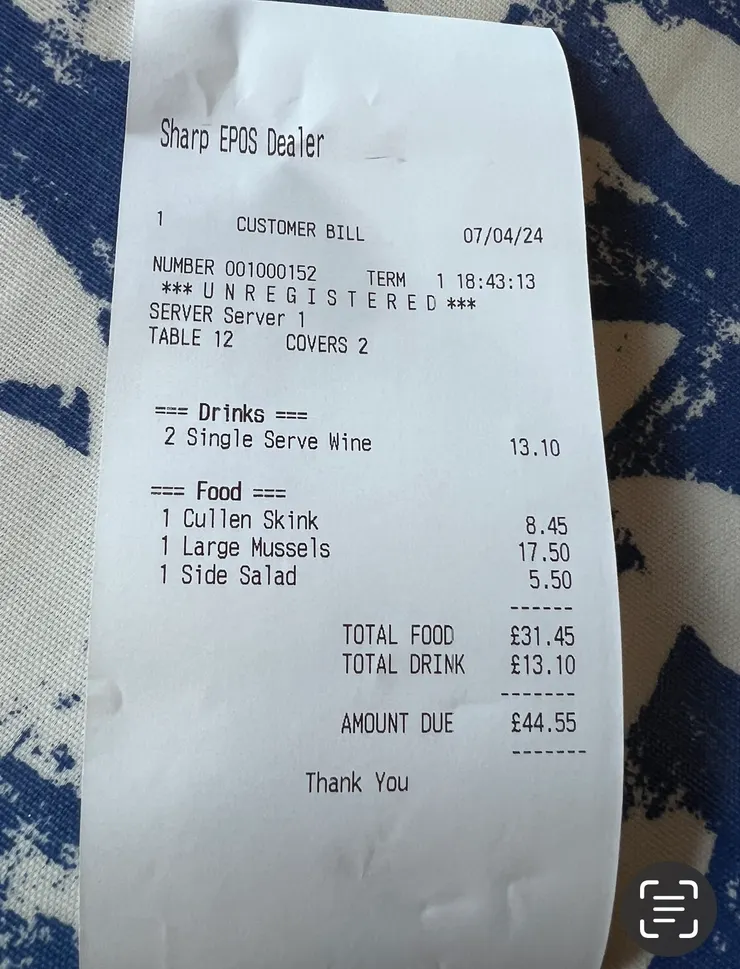 Sharp EPOS Dealer
1 CUSTOMER BILL 07/04/24
NUMBER 001000152 TERM 1 18:43:13
*** U N R E G I S T E R E D ***
SERVER Server 1
TABLE 12 COVERS 2
=== Drinks ===
2 Single Serve Wine 13.10
=== Food ===
1 Cullen Skink 8.45
1 Large Mussels 17.50
1 Side Salad 5.50
------
TOTAL FOOD £31.45
TOTAL DRINK £13.10
-------
AMOUNT DUE £44.55
-------
Thank You